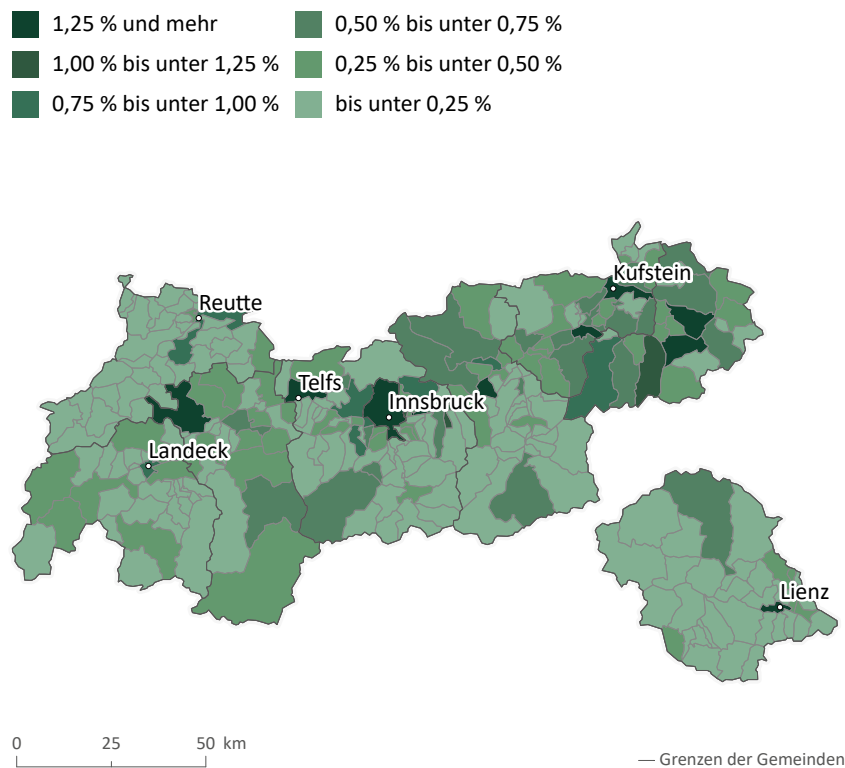 1,25 % und mehr
1,00 % bis unter 1,25 %
0,75 % bis unter 1,00 %
0,50 % bis unter 0,75 %
0,25 % bis unter 0,50 %
bis unter 0,25 %
Kufstein
Reutte
Telfs
Innsbruck
Landeck
Lienz
0 25 50 km
Grenzen der Gemeinden